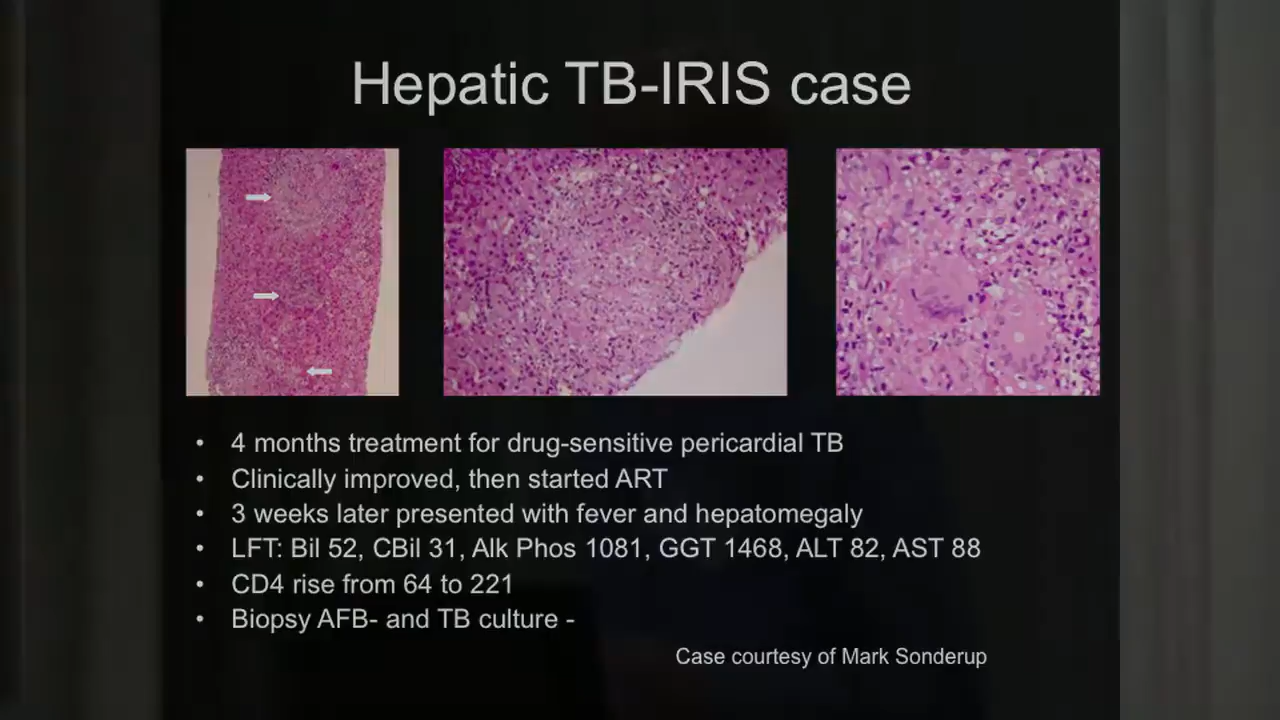 Hepatic TB-IRIS case
• 4 months treatment for drug-sensitive pericardial TB
• Clinically improved, then started ART
• 3 weeks later presented with fever and hepatomegaly
• LFT: Bil 52, CBil 31, Alk Phos 1081, GGT 1468, ALT 82, AST 88
• CD4 rise from 64 to 221
• Biopsy AFB- and TB culture -
Case courtesy of Mark Sonderup